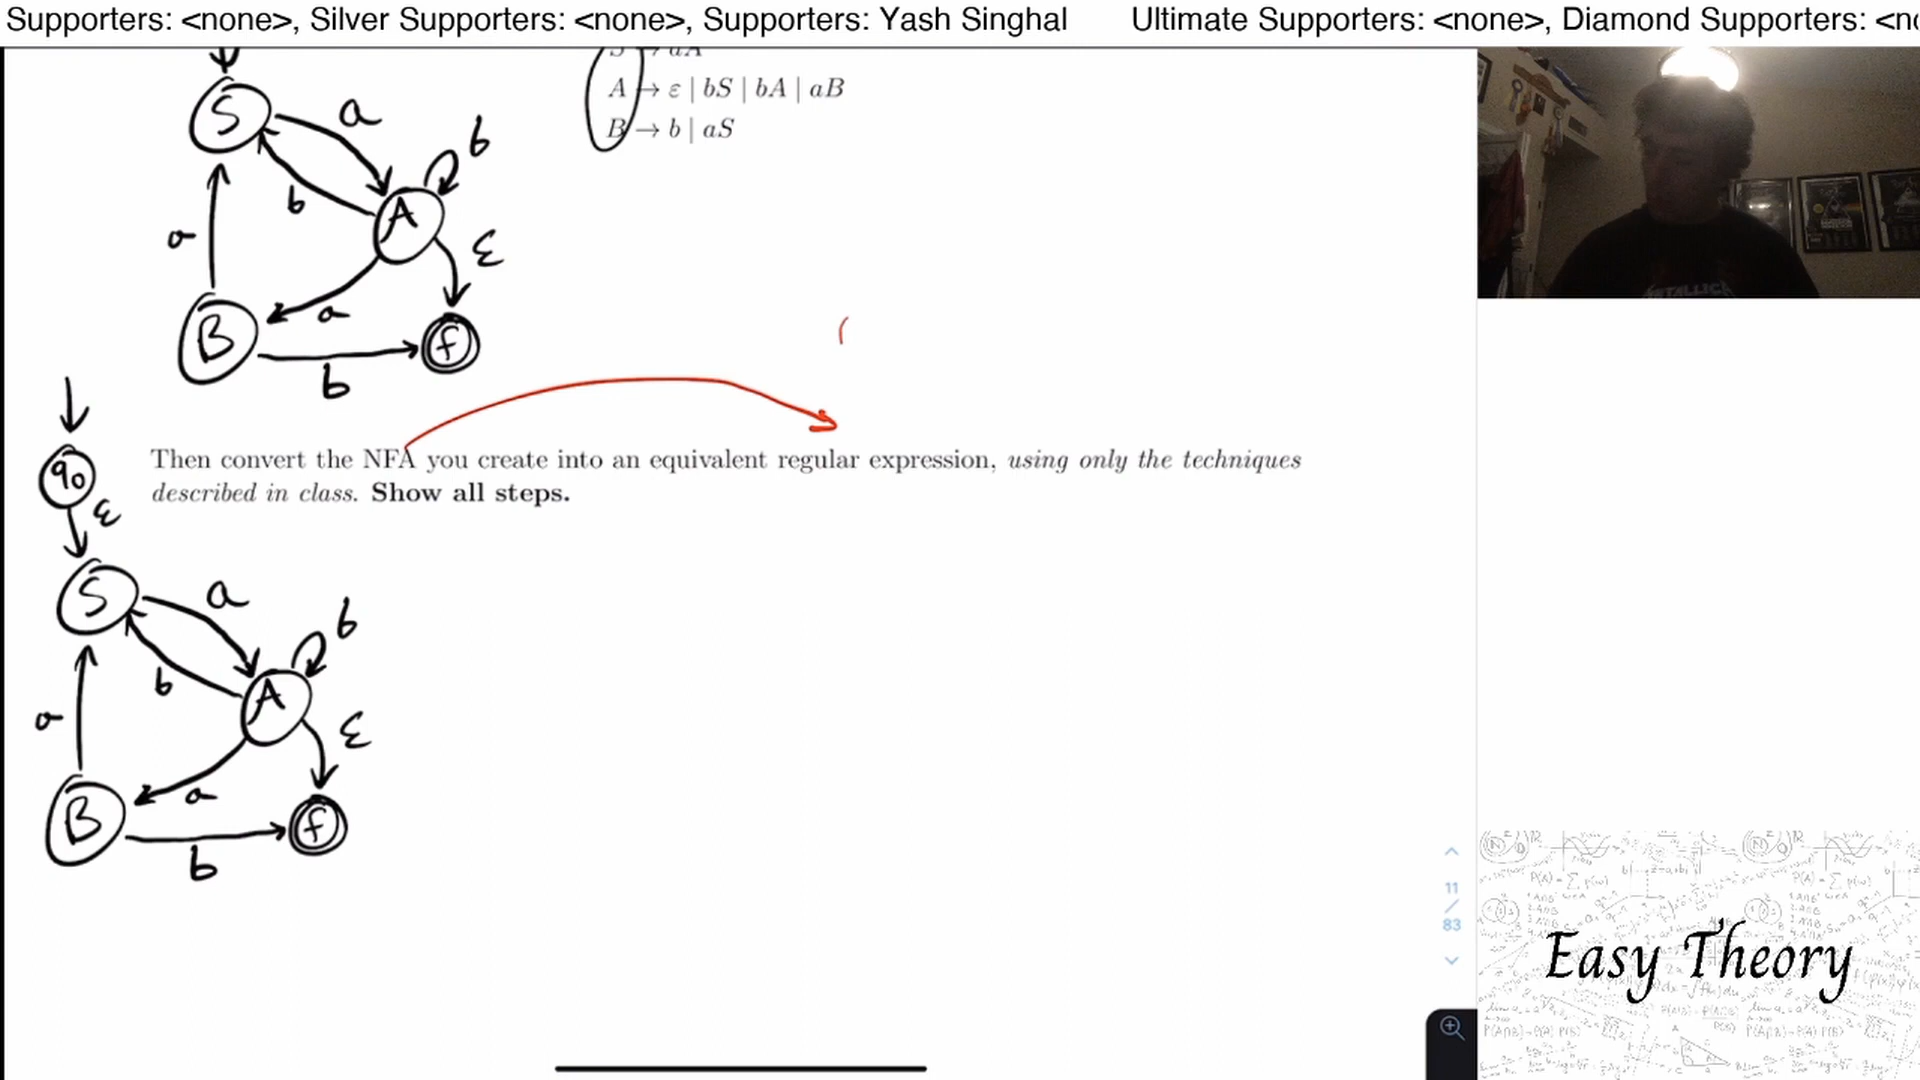 Supporters: <none>, Silver Supporters: <none>, Supporters: Yash Singhal Ultimate Supporters: <none>, Diamond Supporters:
S → aA
A → ε | bS | bA | aB
B → b | aS
S
a
b
b
A
ε
a
a
B
f
b
Then convert the NFA you create into an equivalent regular expression, using only the techniques
described in class. Show all steps.
q0
ε
S
a
b
b
A
ε
a
a
B
f
b
11
/
83
METALLICA
Easy Theory